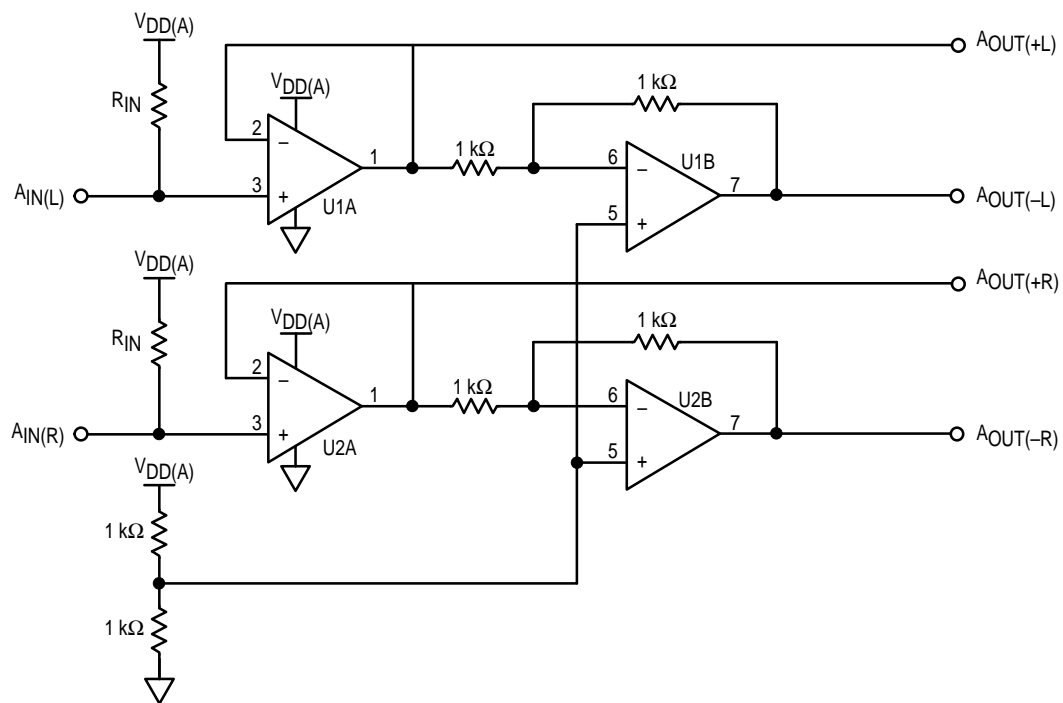 VDD(A)
AOUT(+L)
RIN
VDD(A)
1 kΩ
2
−
1
1 kΩ
6
−
U1B
7
AIN(L)
3
+
U1A
5
+
AOUT(–L)
VDD(A)
AOUT(+R)
RIN
VDD(A)
1 kΩ
2
−
1
1 kΩ
6
−
U2B
7
AIN(R)
3
+
U2A
5
+
AOUT(–R)
VDD(A)
1 kΩ
1 kΩ